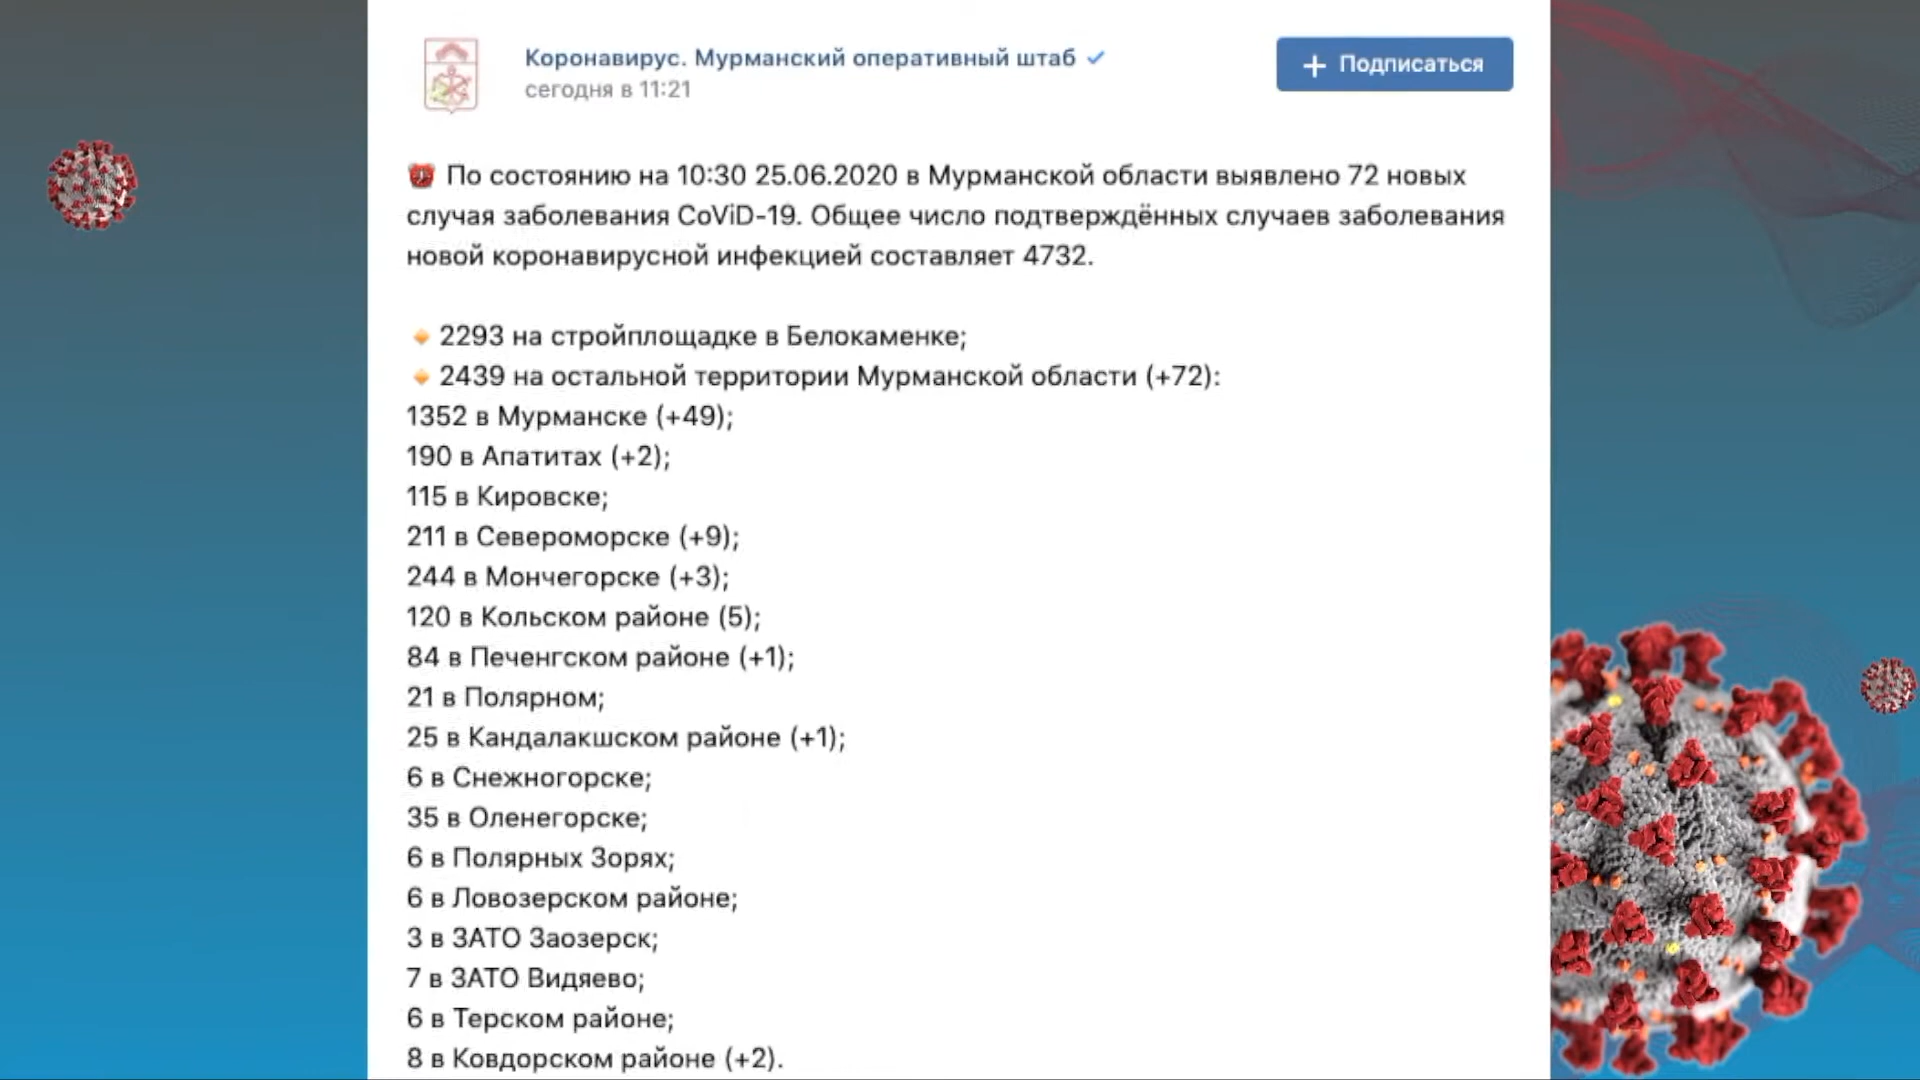 Коронавирус. Мурманский оперативный штаб
сегодня в 11:21
+ Подписаться
По состоянию на 10:30 25.06.2020 в Мурманской области выявлено 72 новых
случая заболевания CoViD-19. Общее число подтверждённых случаев заболевания
новой коронавирусной инфекцией составляет 4732.
2293 на стройплощадке в Белокаменке;
2439 на остальной территории Мурманской области (+72):
1352 в Мурманске (+49);
190 в Апатитах (+2);
115 в Кировске;
211 в Североморске (+9);
244 в Мончегорске (+3);
120 в Кольском районе (5);
84 в Печенгском районе (+1);
21 в Полярном;
25 в Кандалакшском районе (+1);
6 в Снежногорске;
35 в Оленегорске;
6 в Полярных Зорях;
6 в Ловозерском районе;
3 в ЗАТО Заозерск;
7 в ЗАТО Видяево;
6 в Терском районе;
8 в Ковдорском районе (+2).